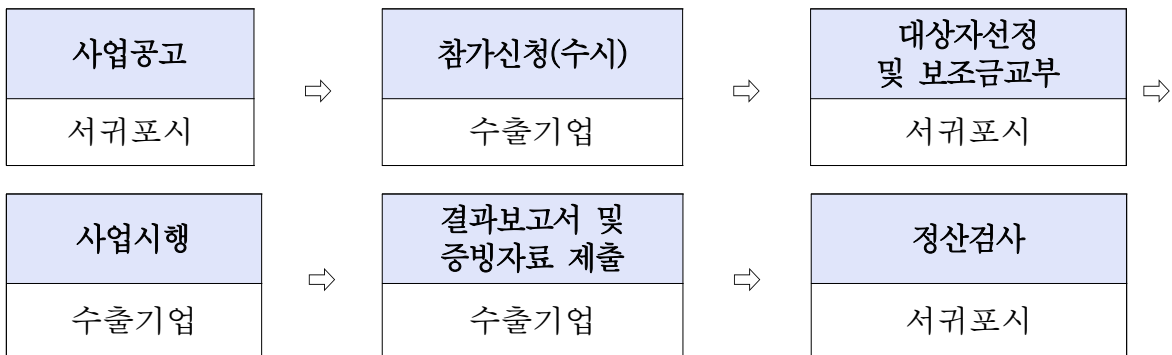 사업공고
서귀포시
⇨
참가신청(수시)
수출기업
⇨
대상자선정
및 보조금교부
서귀포시
⇨
사업시행
수출기업
⇨
결과보고서 및
증빙자료 제출
수출기업
⇨
정산검사
서귀포시